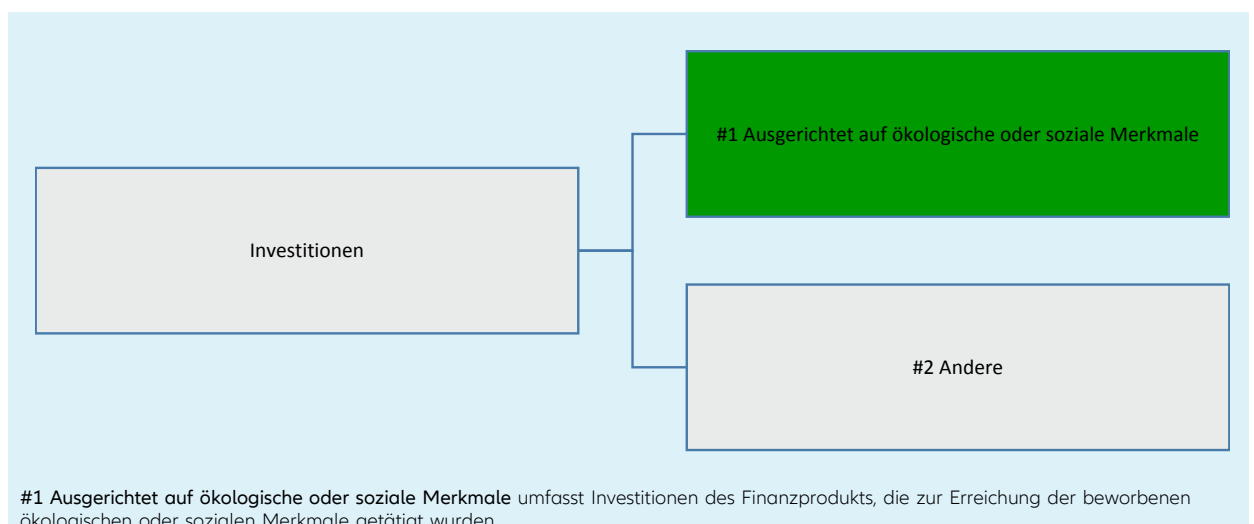 #1 Ausgerichtet auf ökologische oder soziale Merkmale
Investitionen
#2 Andere
#1 Ausgerichtet auf ökologische oder soziale Merkmale umfasst Investitionen des Finanzprodukts, die zur Erreichung der beworbenen
ökologischen oder sozialen Merkmale getätigt wurden